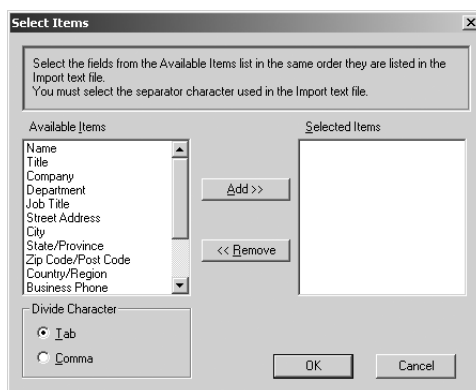 Select Items
Select the fields from the Available Items list in the same order they are listed in the
Import text file.
You must select the separator character used in the Import text file.
Available Items
Selected Items
Name
Title
Company
Department
Job Title
Street Address
City
State/Province
Zip Code/Post Code
Country/Region
Business Phone
Add >>
<< Remove
Divide Character
Tab
Comma
OK
Cancel